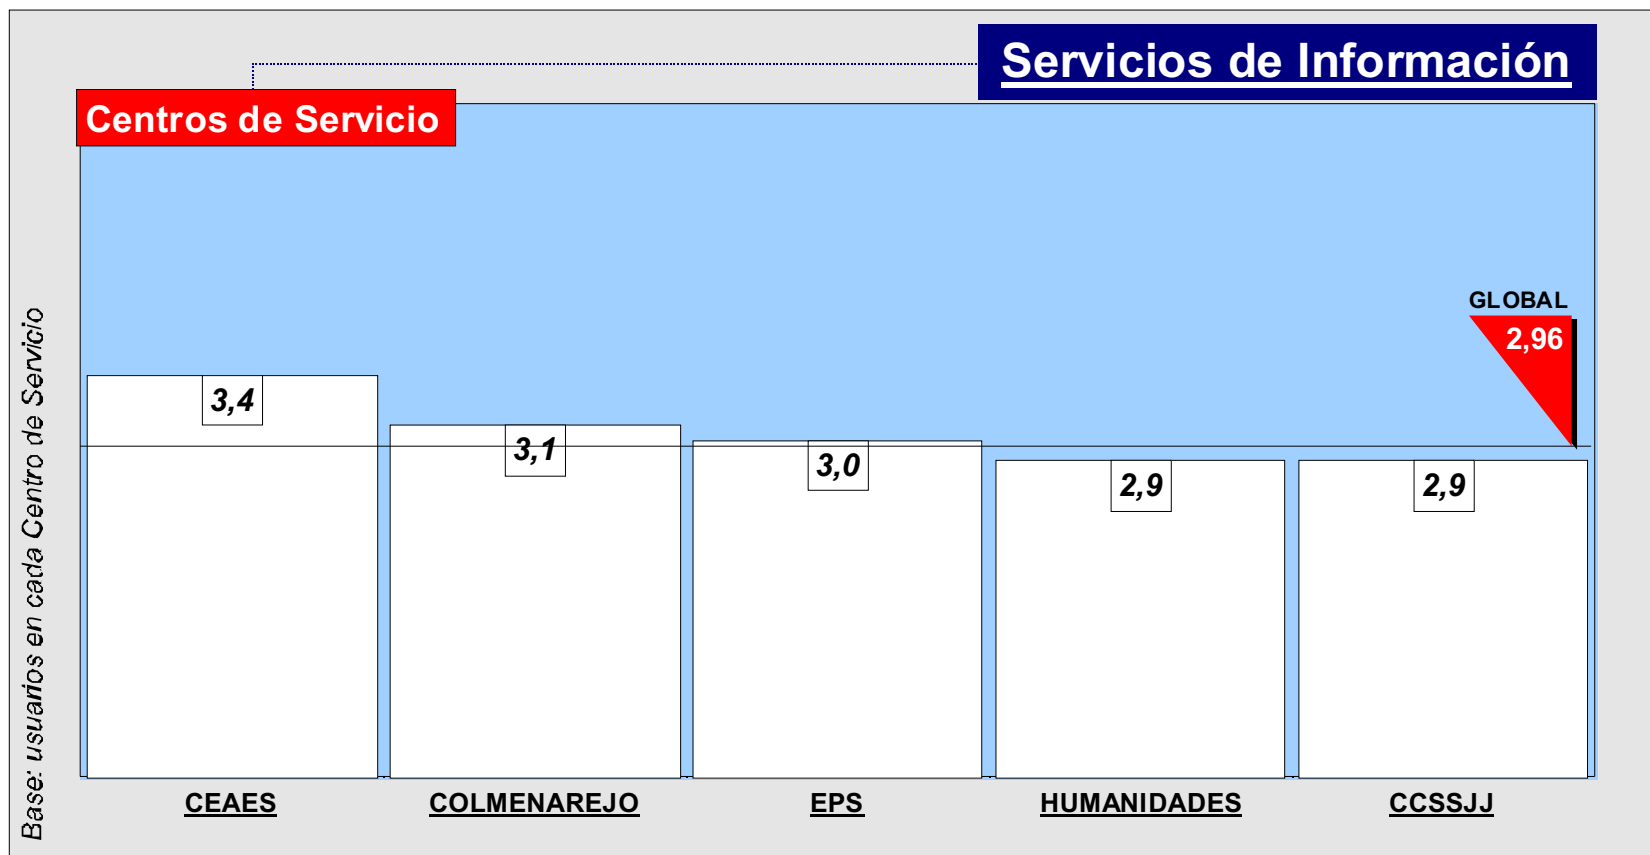 Servicios de Información
Centros de Servicio
GLOBAL
2,96
3,4
3,1
3,0
2,9
2,9
CEAES
COLMENAREJO
EPS
HUMANIDADES
CCSSJJ
Base: usuarios en cada Centro de Servicio